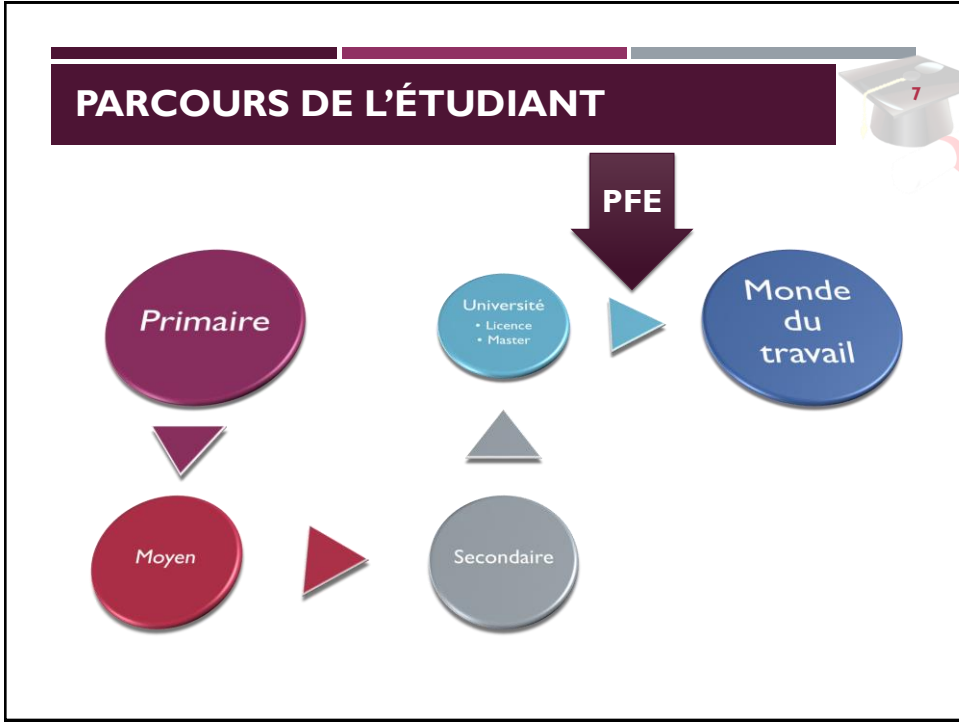 PARCOURS DE L’ÉTUDIANT
7
PFE
Primaire
Université
• Licence
• Master
Monde
du
travail
Moyen
Secondaire